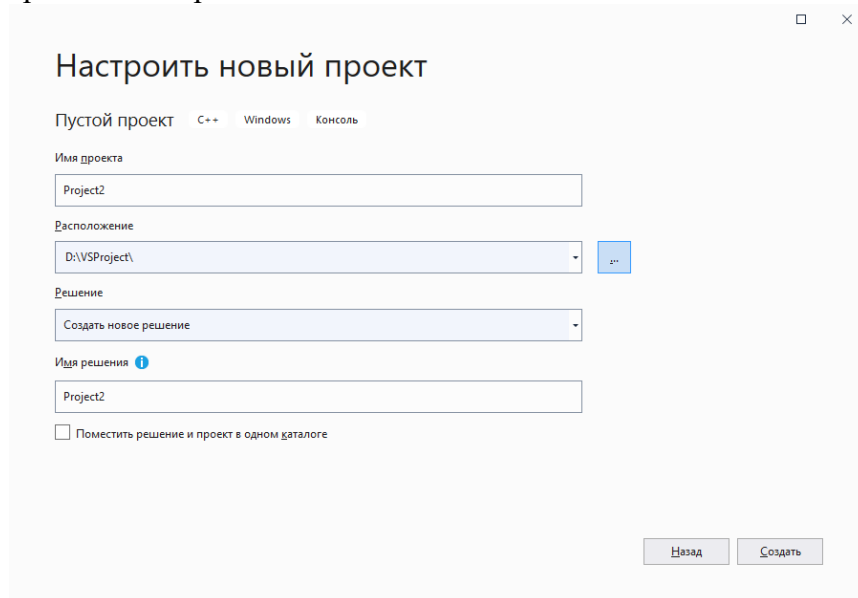 Настроить новый проект
Пустой проект C++ Windows Консоль
Имя проекта
Project2
Расположение
D:\VSProject\
...
Решение
Создать новое решение
Имя решения
Project2
Поместить решение и проект в одном каталоге
Назад Создать